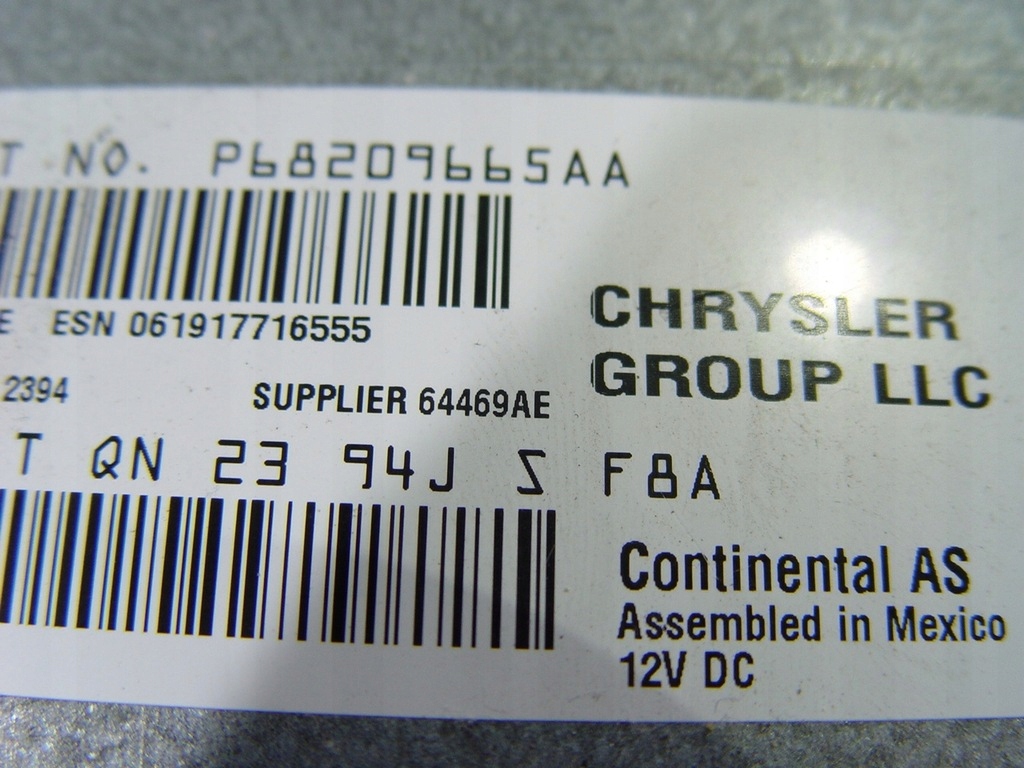 T NO. P68209665AA
E ESN 061917716555
CHRYSLER
GROUP LLC
2394 SUPPLIER 64469AE
T QN 23 94J S F8A
Continental AS
Assembled in Mexico
12V DC